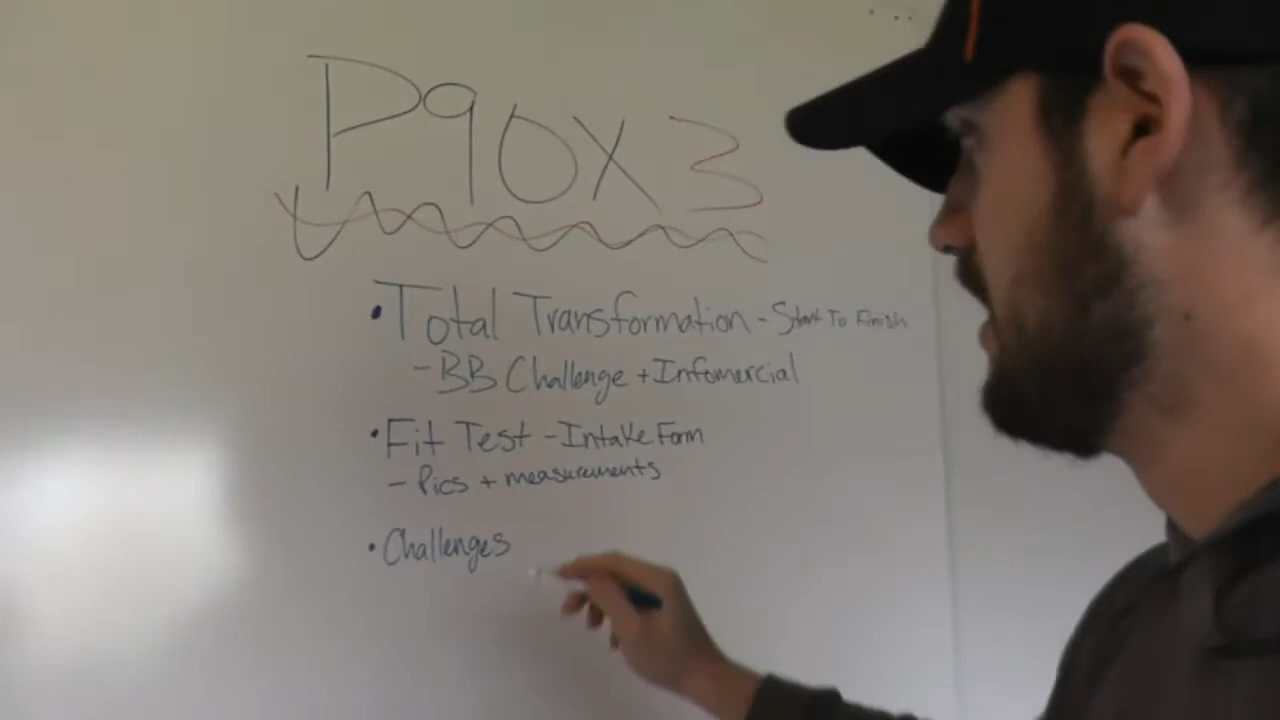 P90X3
• Total Transformation - Start To Finish
- BB Challenge + Infomercial
• Fit Test - Intake Form
- Pics + measurements
• Challenges